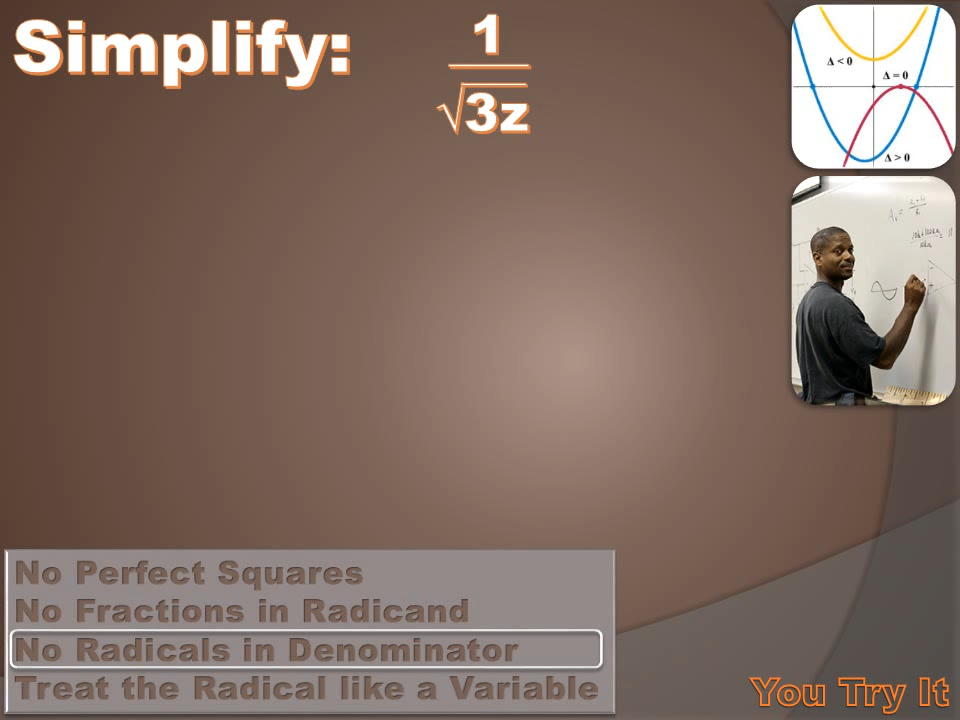 Simplify:
1
√3z
Δ < 0
Δ = 0
Δ > 0
No Perfect Squares
No Fractions in Radicand
No Radicals in Denominator
Treat the Radical like a Variable
You Try It